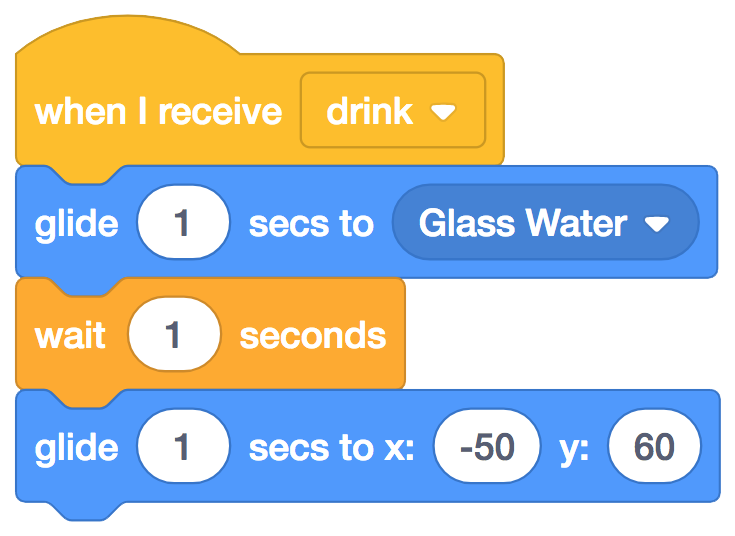 when I receive drink
glide 1 secs to Glass Water
wait 1 seconds
glide 1 secs to x: -50 y: 60